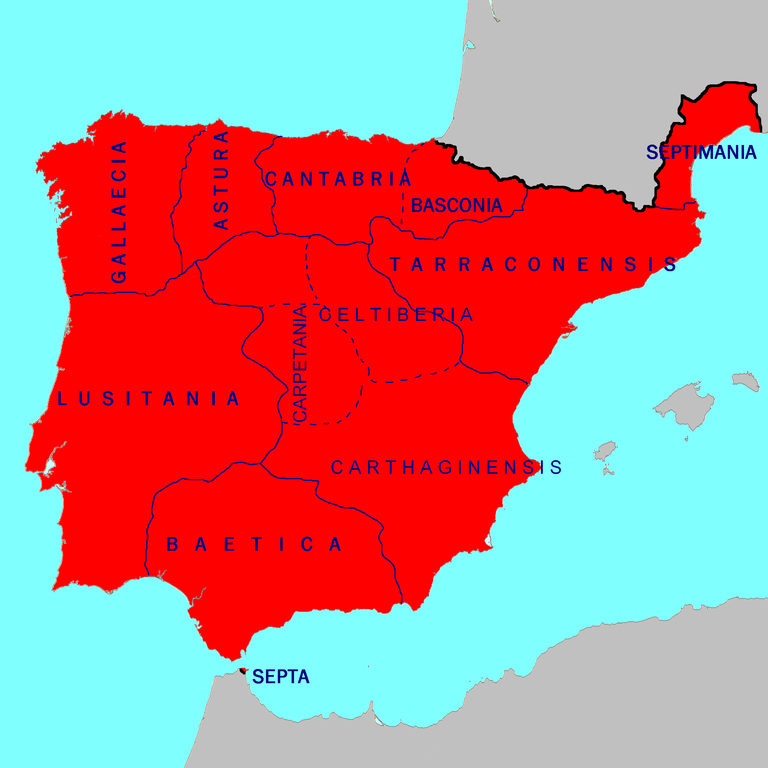 GALLAECIA
ASTURA
CANTABRIA
BASCONIA
SEPTIMANIA
TARRACONENSIS
CELTIBERIA
CARPETANIA
LUSITANIA
CARTHAGINENSIS
BAETICA
SEPTA